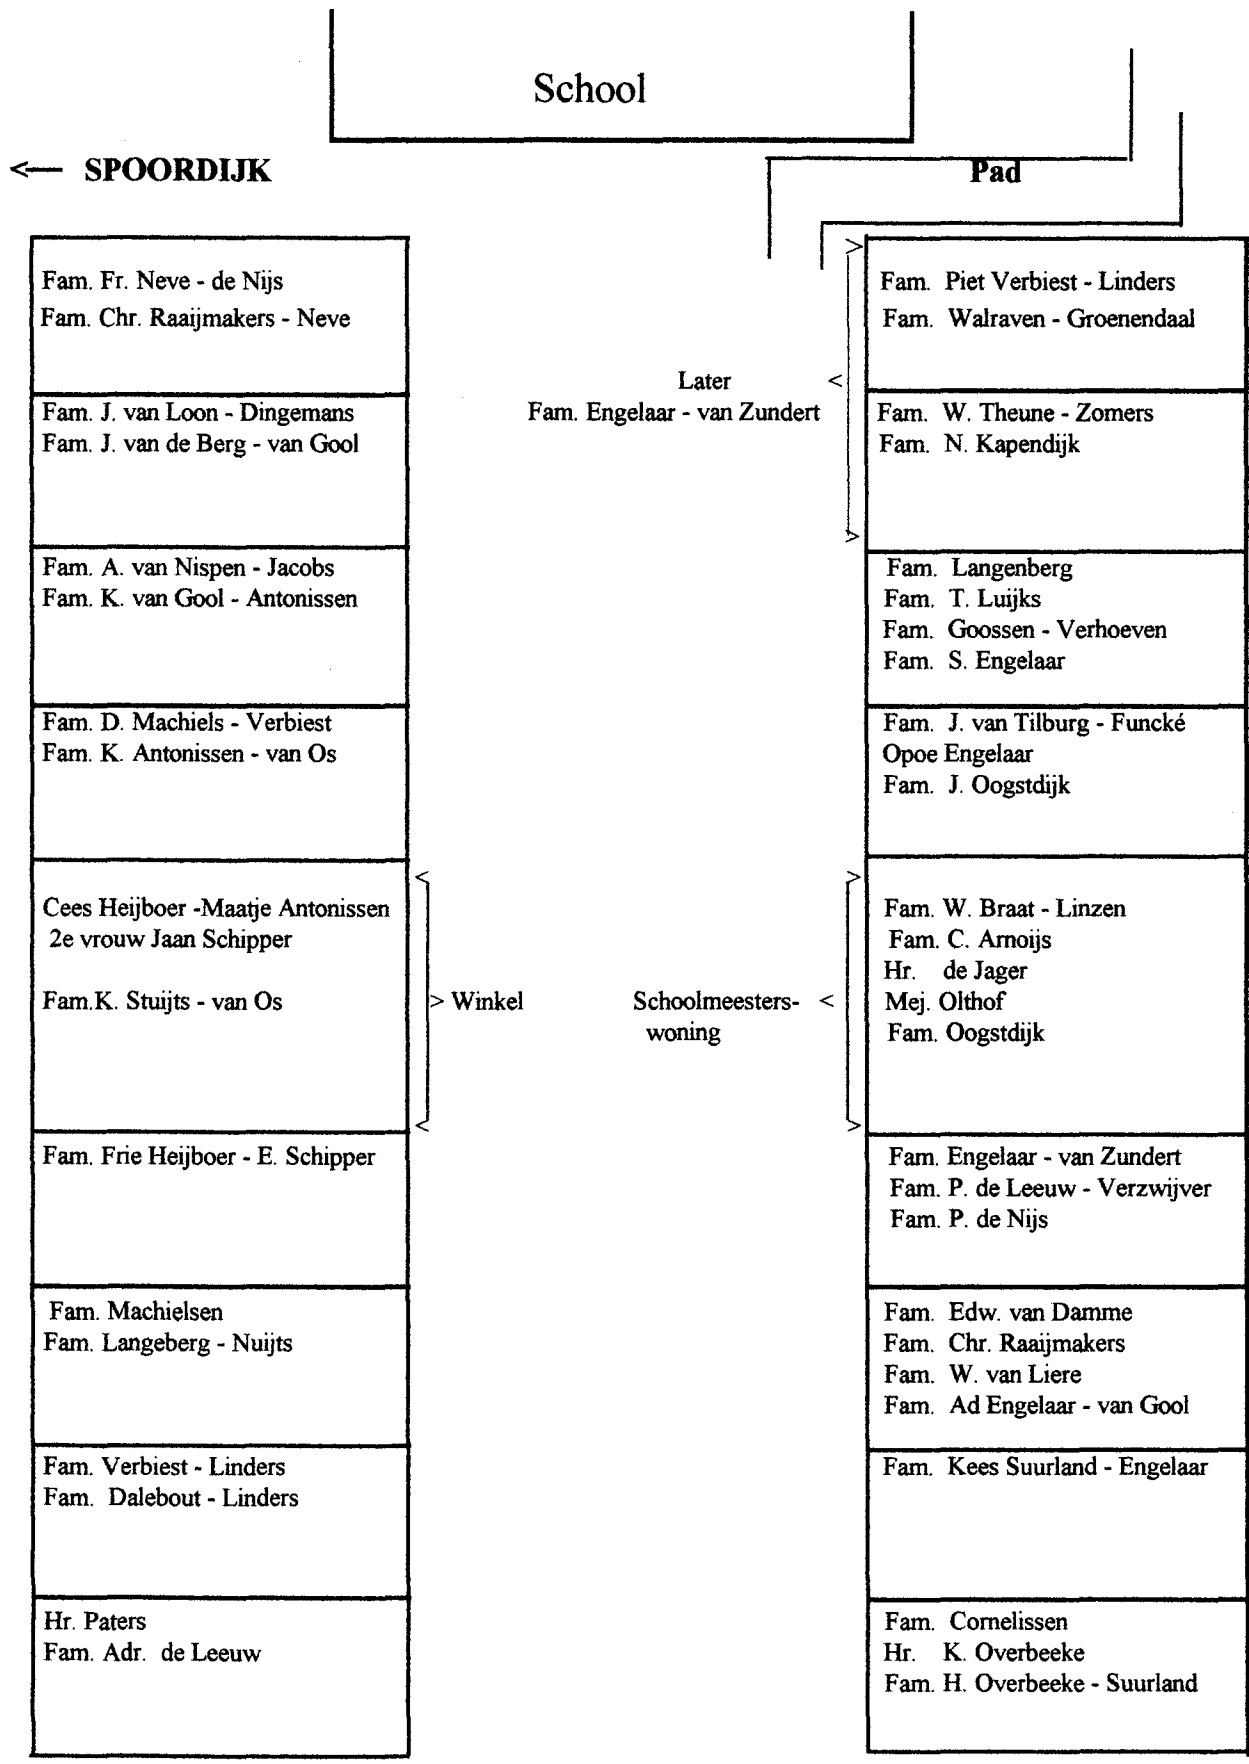 School
<— SPOORDIJK
Pad
Fam. Fr. Neve - de Nijs
Fam. Chr. Raaijmakers - Neve
Fam. J. van Loon - Dingemans
Fam. J. van de Berg - van Gool
Fam. A. van Nispen - Jacobs
Fam. K. van Gool - Antonissen
Fam. D. Machiels - Verbiest
Fam. K. Antonissen - van Os
Cees Heijboer -Maatje Antonissen
2e vrouw Jaan Schipper
Fam.K. Stuijts - van Os
> Winkel
Fam. Frie Heijboer - E. Schipper
Fam. Machielsen
Fam. Langeberg - Nuijts
Fam. Verbiest - Linders
Fam. Dalebout - Linders
Hr. Paters
Fam. Adr. de Leeuw
Later <
Fam. Engelaar - van Zundert
Fam. Piet Verbiest - Linders
Fam. Walraven - Groenendaal
Fam. W. Theune - Zomers
Fam. N. Kapendijk
Fam. Langenberg
Fam. T. Luijks
Fam. Goossen - Verhoeven
Fam. S. Engelaar
Fam. J. van Tilburg - Funcké
Opoe Engelaar
Fam. J. Oogstdijk
Schoolmeesters- <
woning
Fam. W. Braat - Linzen
Fam. C. Arnoijs
Hr. de Jager
Mej. Olthof
Fam. Oogstdijk
Fam. Engelaar - van Zundert
Fam. P. de Leeuw - Verzwijver
Fam. P. de Nijs
Fam. Edw. van Damme
Fam. Chr. Raaijmakers
Fam. W. van Liere
Fam. Ad Engelaar - van Gool
Fam. Kees Suurland - Engelaar
Fam. Cornelissen
Hr. K. Overbeeke
Fam. H. Overbeeke - Suurland